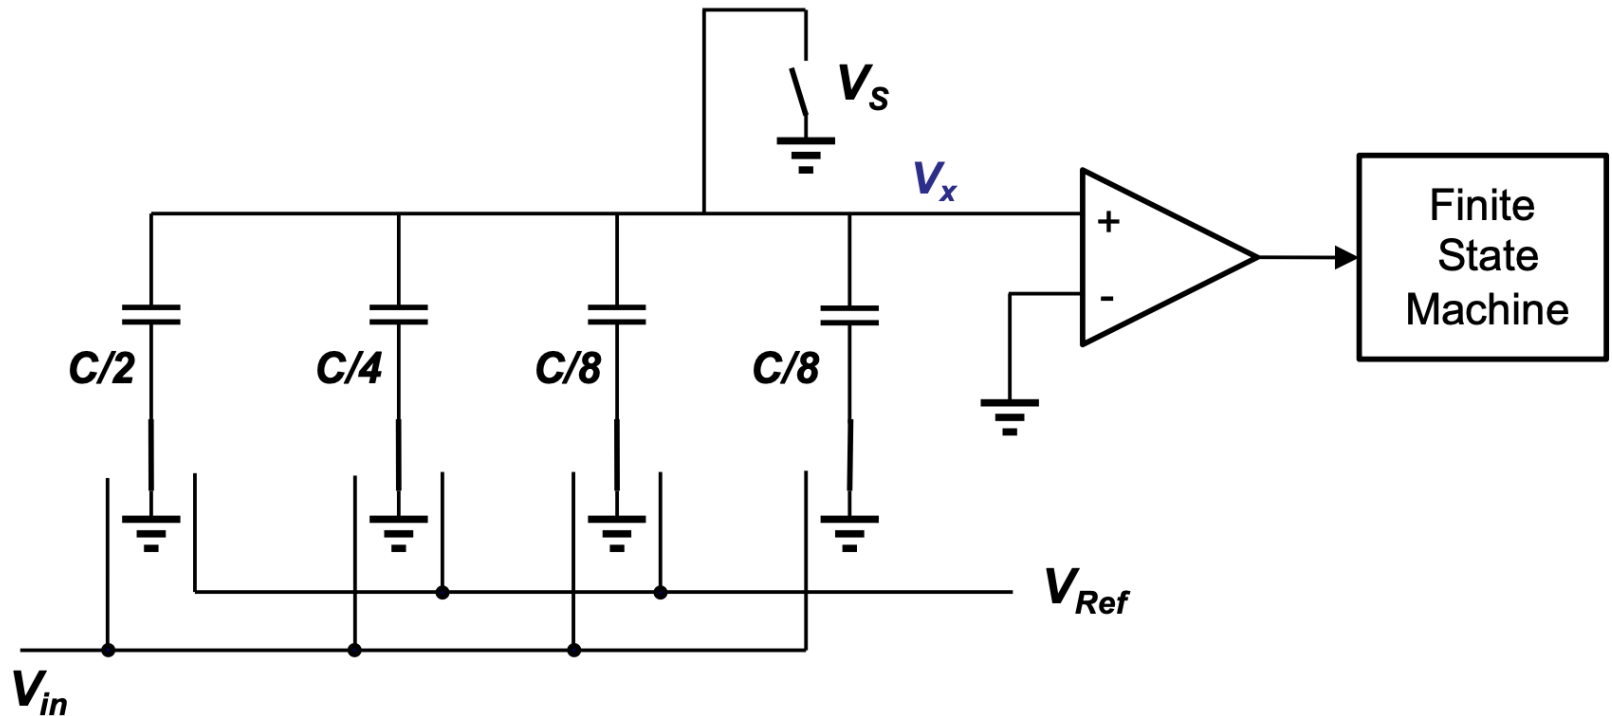 V_S
V_x
+
-
Finite
State
Machine
C/2
C/4
C/8
C/8
V_Ref
V_in